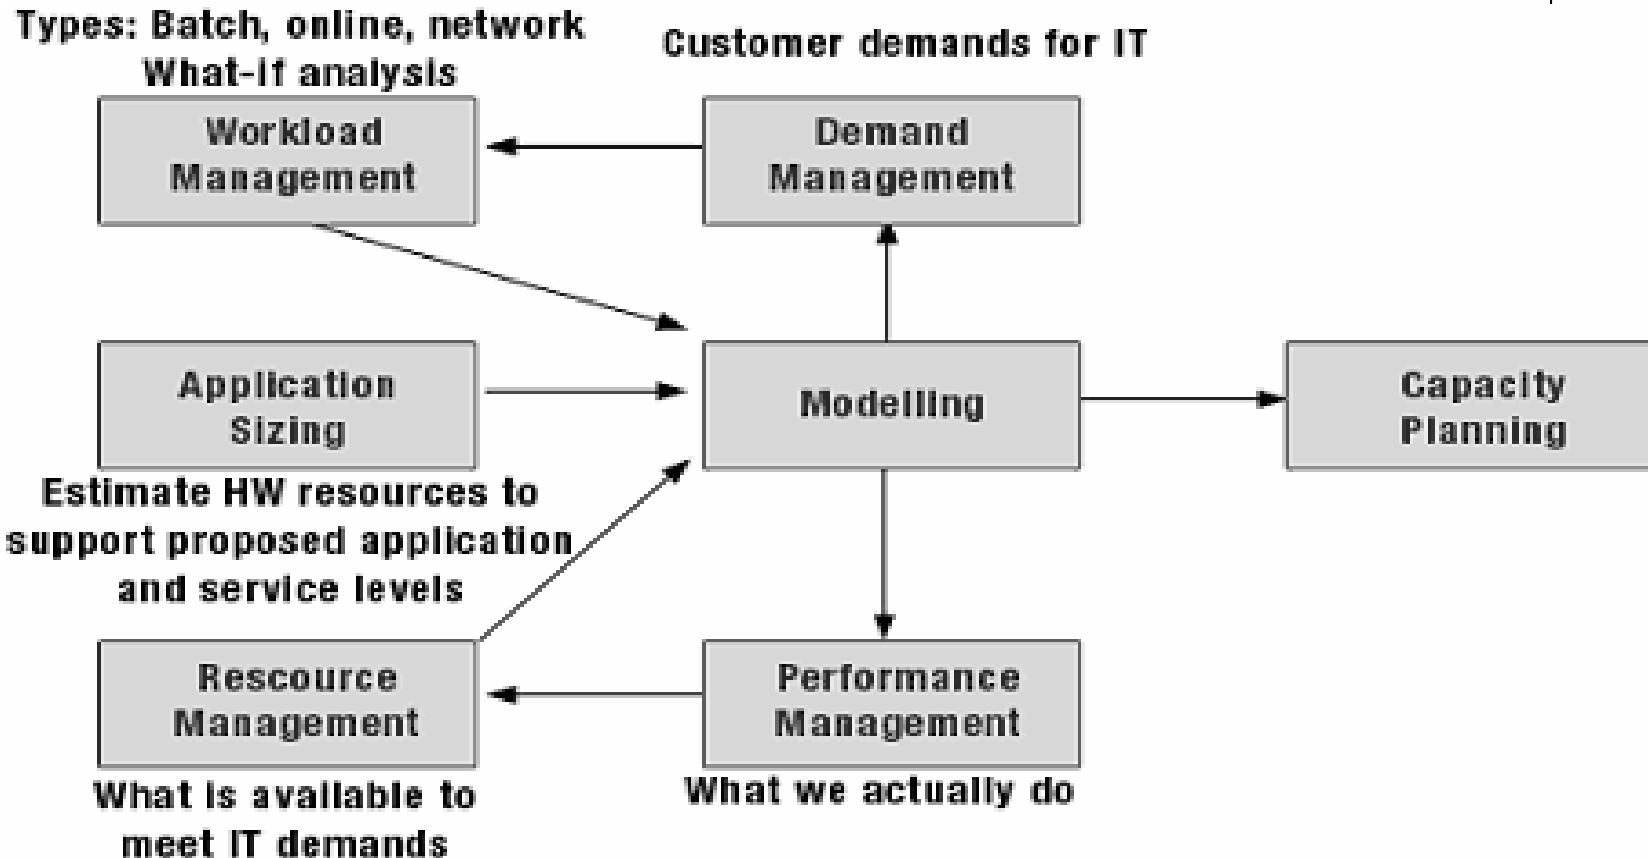 Types: Batch, online, network
What-if analysis
Customer demands for IT
Workload
Management
Demand
Management
Application
Sizing
Modelling
Capacity
Planning
Estimate HW resources to
support proposed application
and service levels
Rescource
Management
Performance
Management
What is available to
meet IT demands
What we actually do